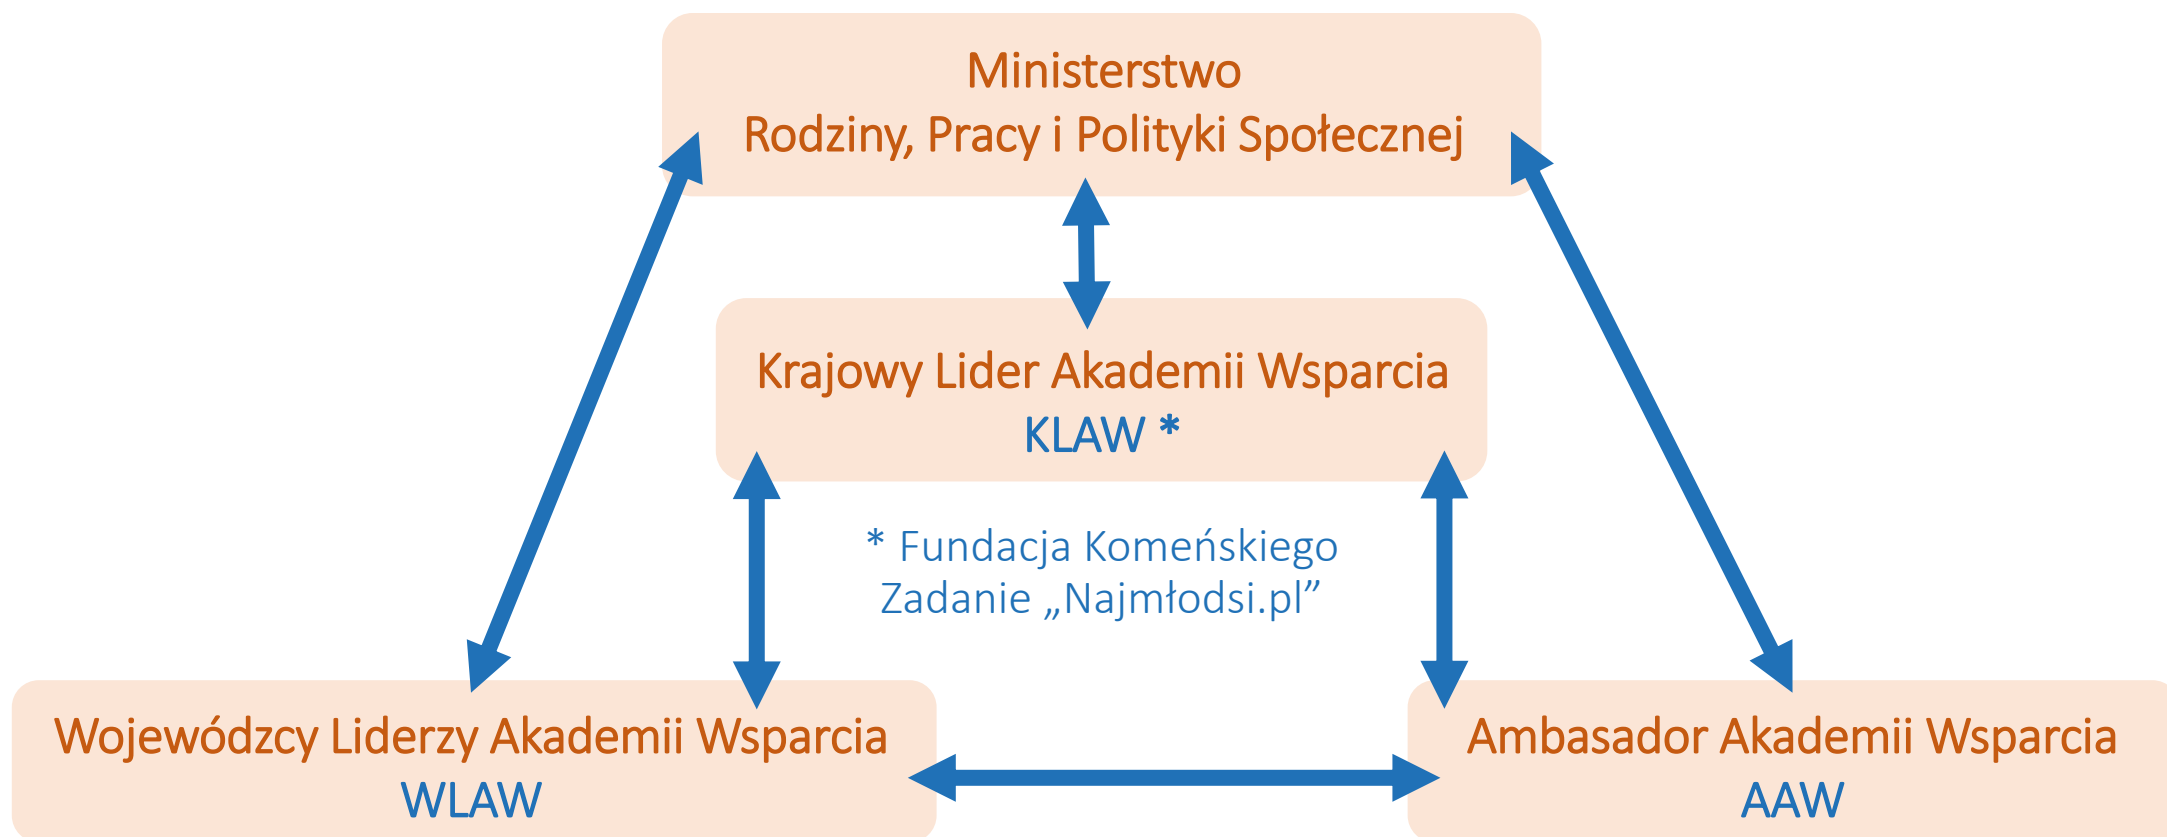 Ministerstwo
Rodziny, Pracy i Polityki Społecznej
Krajowy Lider Akademii Wsparcia
KLAW *
* Fundacja Komeńskiego
Zadanie „Najmłodsi.pl”
Wojewódzcy Liderzy Akademii Wsparcia
WLAW
Ambasador Akademii Wsparcia
AAW